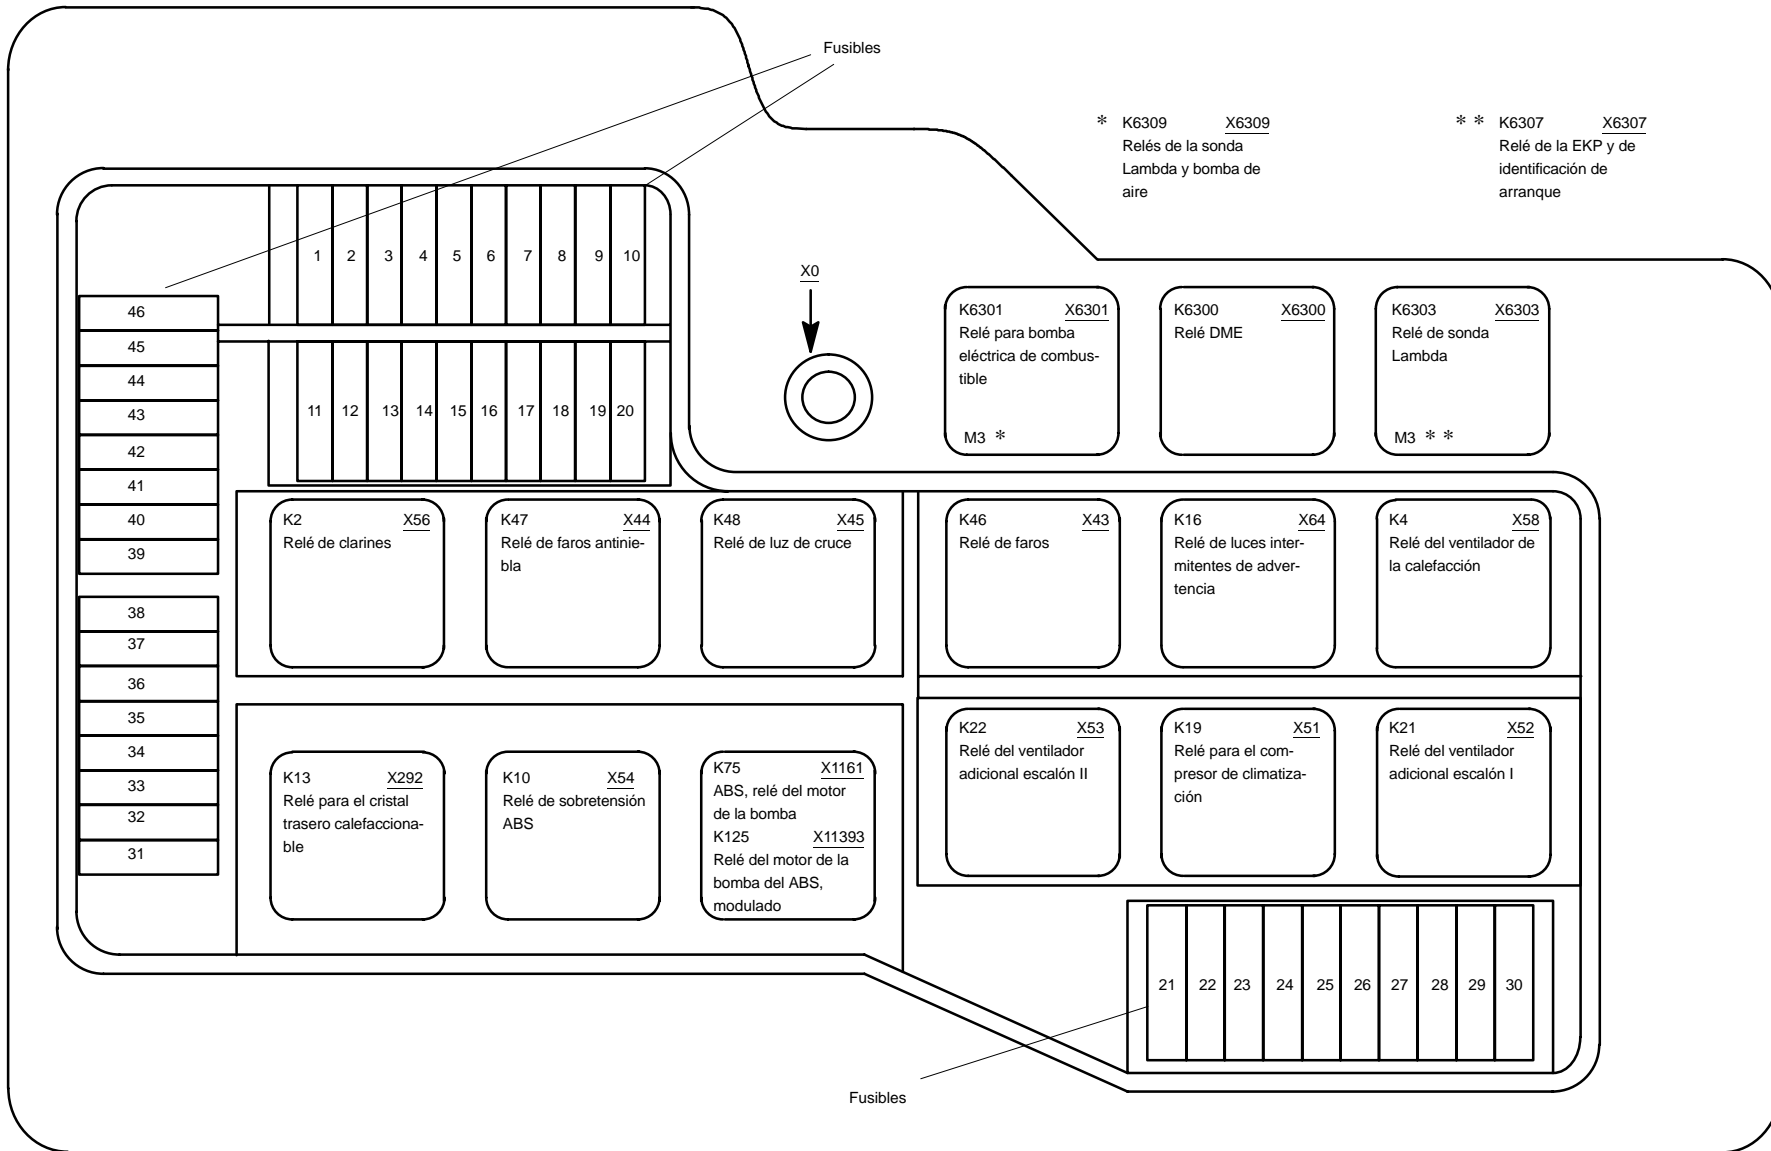 Fusibles
* K6309 X6309
Relés de la sonda
Lambda y bomba de
aire
* * K6307 X6307
Relé de la EKP y de
identificación de
arranque
1 2 3 4 5 6 7 8 9 10
X0
46
45
44
43
42
41
40
39
38
37
36
35
34
33
32
31
11 12 13 14 15 16 17 18 19 20
K6301 X6301
Relé para bomba
eléctrica de combus-
tible
M3 *
K6300 X6300
Relé DME
K6303 X6303
Relé de sonda
Lambda
M3 * *
K2 X56
Relé de clarines
K47 X44
Relé de faros antinie-
bla
K48 X45
Relé de luz de cruce
K46 X43
Relé de faros
K16 X64
Relé de luces inter-
mitentes de adver-
tencia
K4 X58
Relé del ventilador de
la calefacción
K13 X292
Relé para el cristal
trasero calefacciona-
ble
K10 X54
Relé de sobretensión
ABS
K75 X1161
ABS, relé del motor
de la bomba
K125 X11393
Relé del motor de la
bomba del ABS,
modulado
K22 X53
Relé del ventilador
adicional escalón II
K19 X51
Relé para el com-
presor de climatiza-
ción
K21 X52
Relé del ventilador
adicional escalón I
21 22 23 24 25 26 27 28 29 30
Fusibles